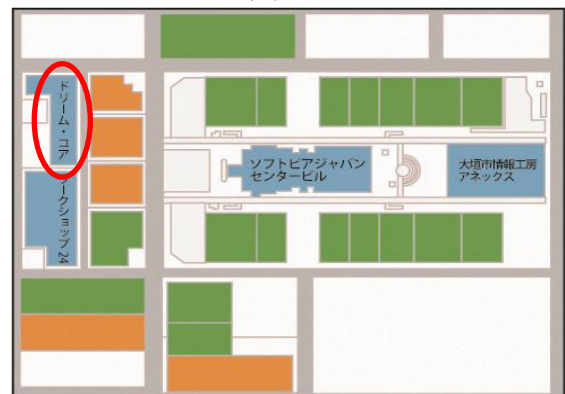 ドリーム・コア
ワークショップ24
ソフトピアジャパン
センタービル
大垣市情報工房
アネックス